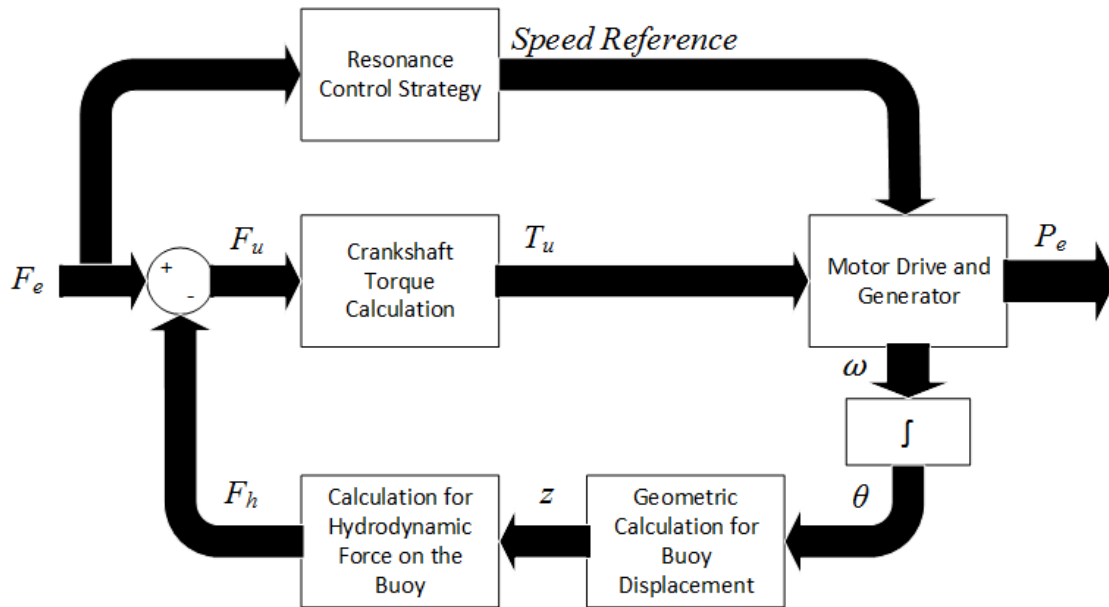 Speed Reference
Resonance
Control Strategy
F_e
+
-
F_u
Crankshaft
Torque
Calculation
T_u
Motor Drive and
Generator
P_e
ω
∫
θ
Geometric
Calculation for
Buoy
Displacement
z
Calculation for
Hydrodynamic
Force on the
Buoy
F_h